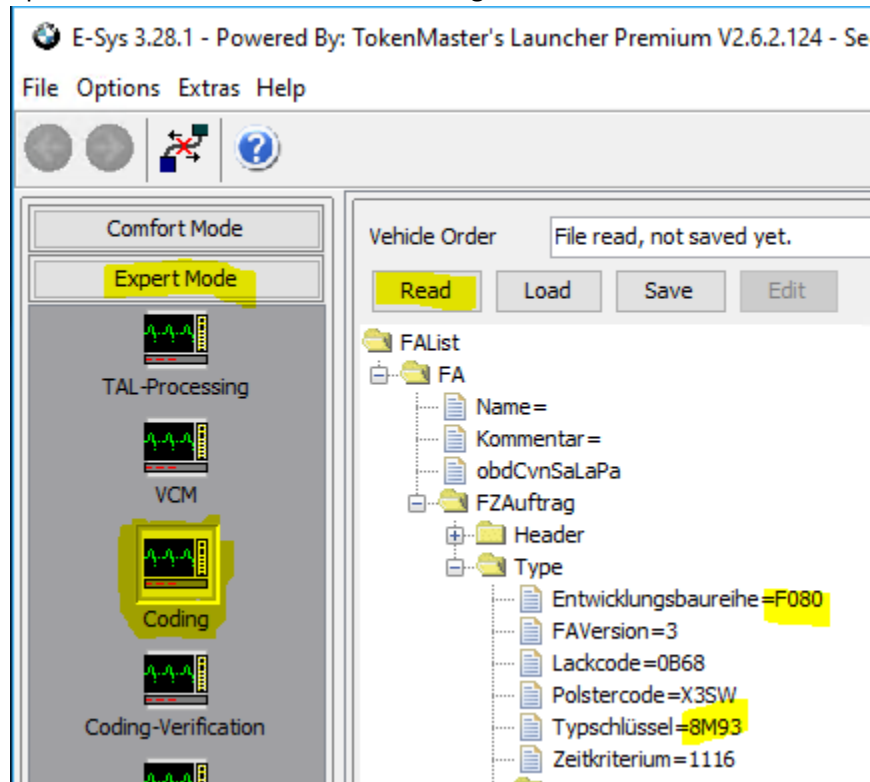 E-Sys 3.28.1 - Powered By: TokenMaster's Launcher Premium V2.6.2.124 - Se
File Options Extras Help
Comfort Mode
Expert Mode
TAL-Processing
VCM
Coding
Coding-Verification
Vehicle Order File read, not saved yet.
Read Load Save Edit
FAList
FA
Name=
Kommentar=
obdCvnSaLaPa
FZAuftrag
Header
Type
Entwicklungsbaureihe=F080
FAVersion=3
Lackcode=0B68
Polstercode=X3SW
Typschlüssel=8M93
Zeitkriterium=1116